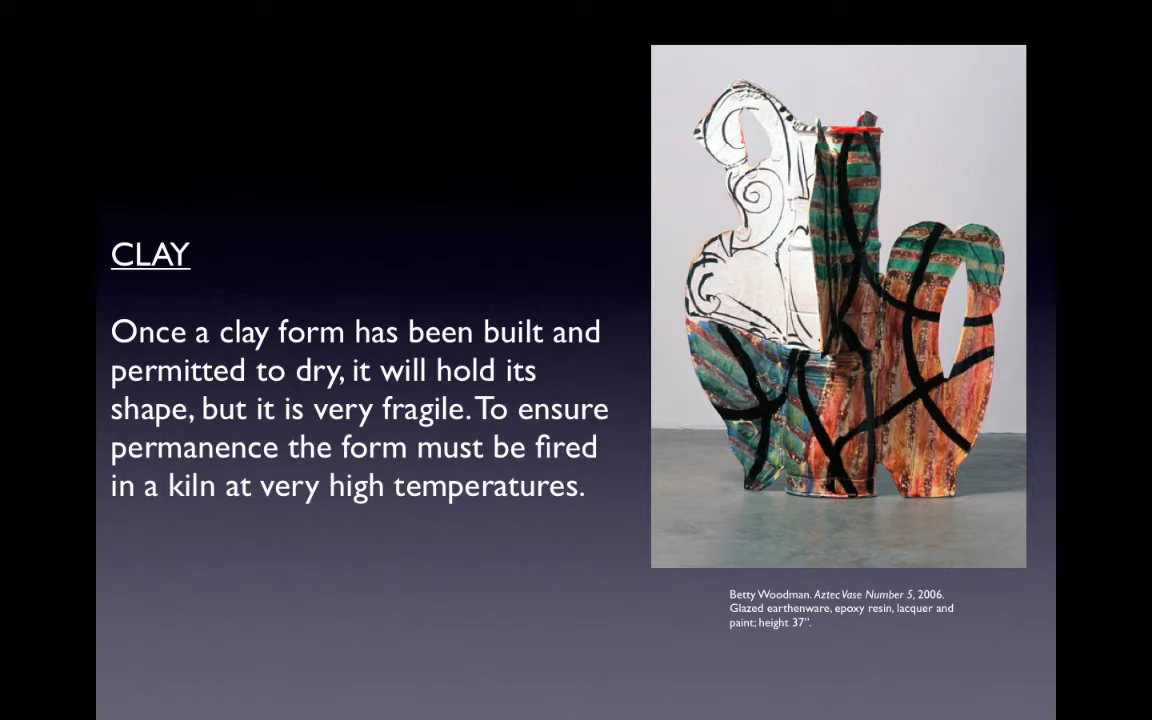 CLAY
Once a clay form has been built and
permitted to dry, it will hold its
shape, but it is very fragile. To ensure
permanence the form must be fired
in a kiln at very high temperatures.
Betty Woodman. Aztec Vase Number 5, 2006.
Glazed earthenware, epoxy resin, lacquer and
paint; height 37".